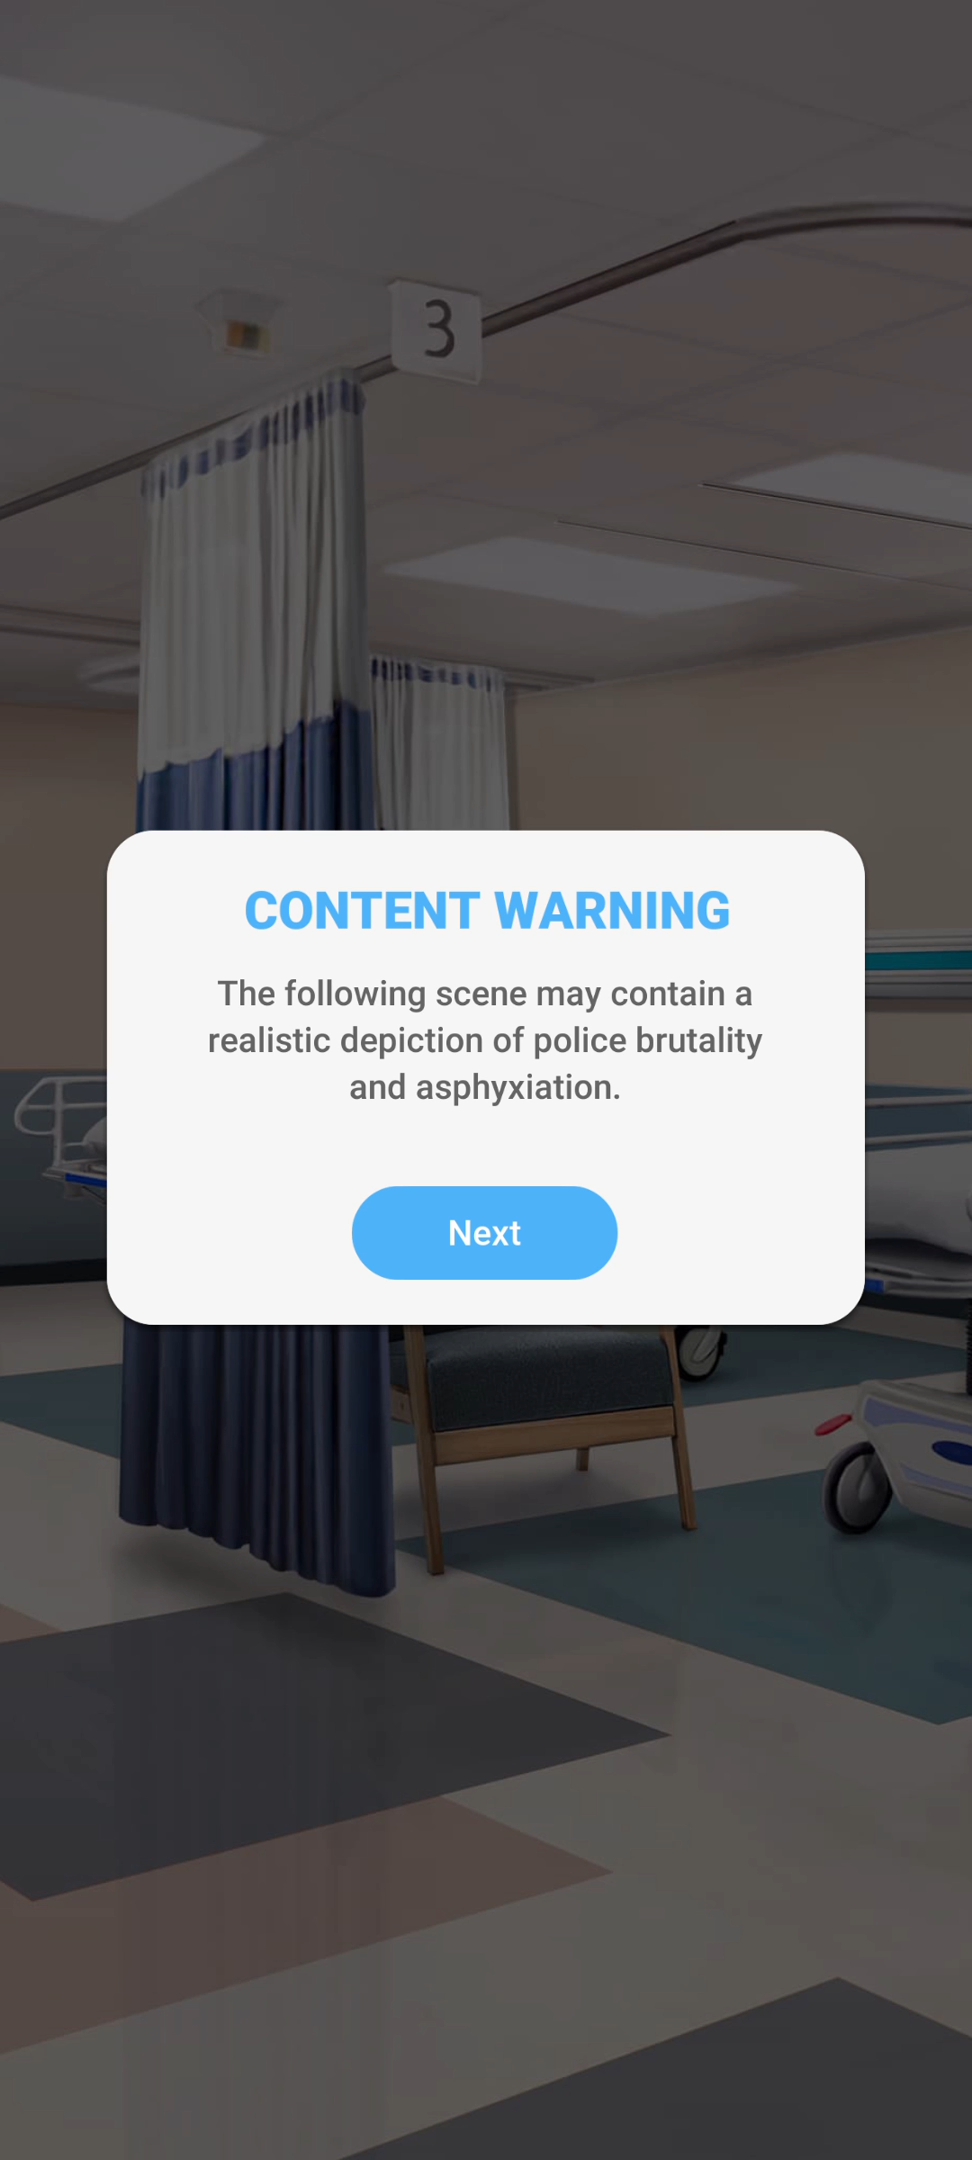 3
CONTENT WARNING
The following scene may contain a
realistic depiction of police brutality
and asphyxiation.
Next